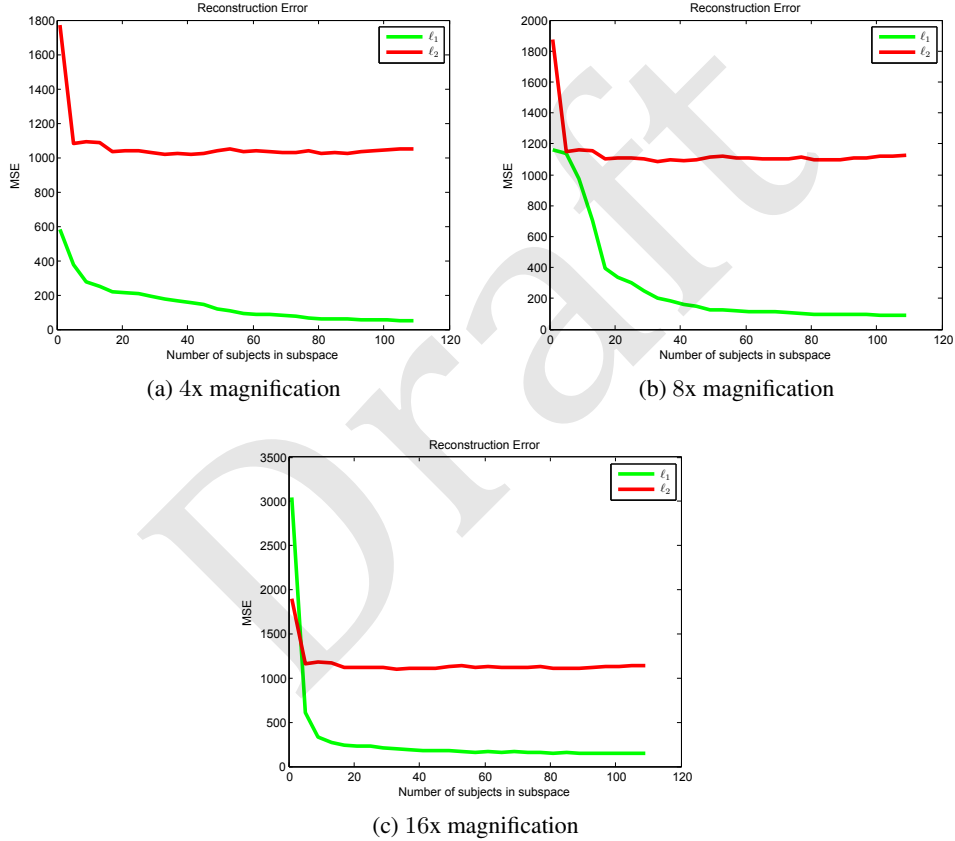 Reconstruction Error
1800
1600
1400
1200
1000
800
600
400
200
0
MSE
0 20 40 60 80 100 120
Number of subjects in subspace
ℓ1
ℓ2
(a) 4x magnification
Reconstruction Error
2000
1800
1600
1400
1200
1000
800
600
400
200
0
MSE
0 20 40 60 80 100 120
Number of subjects in subspace
ℓ1
ℓ2
(b) 8x magnification
Reconstruction Error
3500
3000
2500
2000
1500
1000
500
0
MSE
0 20 40 60 80 100 120
Number of subjects in subspace
ℓ1
ℓ2
(c) 16x magnification
Draft